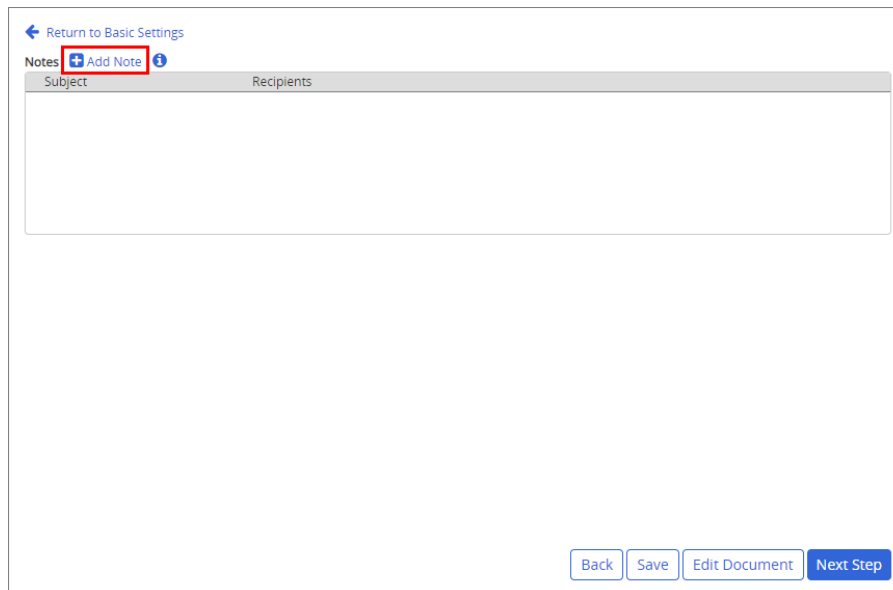 Return to Basic Settings
Notes Add Note
Subject Recipients
Back Save Edit Document Next Step